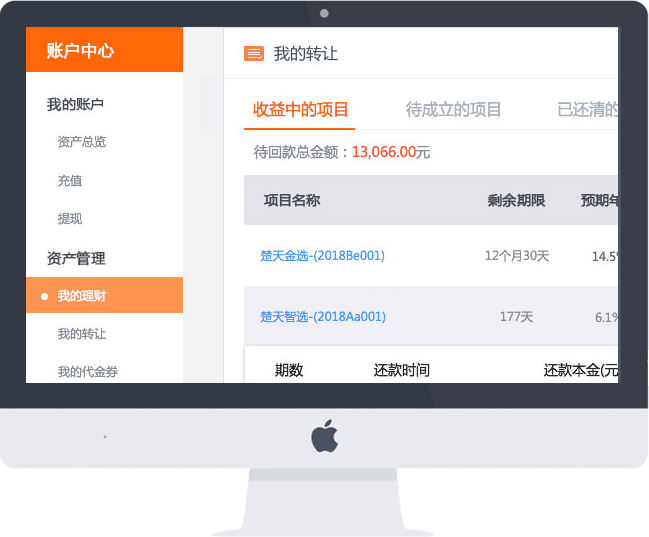 账户中心
我的账户
资产总览
充值
提现
资产管理
我的理财
我的转让
我的代金券
我的转让
收益中的项目 待成立的项目 已还清的
待回款总金额：13,066.00元
项目名称 剩余期限 预期年
楚天金选-(2018Be001) 12个月30天 14.5%
楚天智选-(2018Aa001) 177天 6.1%
期数 还款时间 还款本金(元